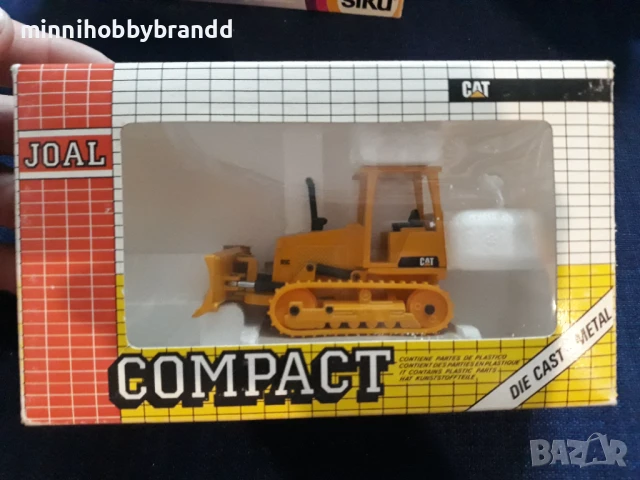 minnihobbybrandd
siku
CAT
JOAL
CAT
COMPACT
CONTIENE PARTES DE PLASTICO
CONTIENT DES PARTIES EN PLASTIQUE
IT CONTAINS PLASTIC PARTS
HAT KUNSTSTOFFTEILE
DIE CAST METAL
BAZAR